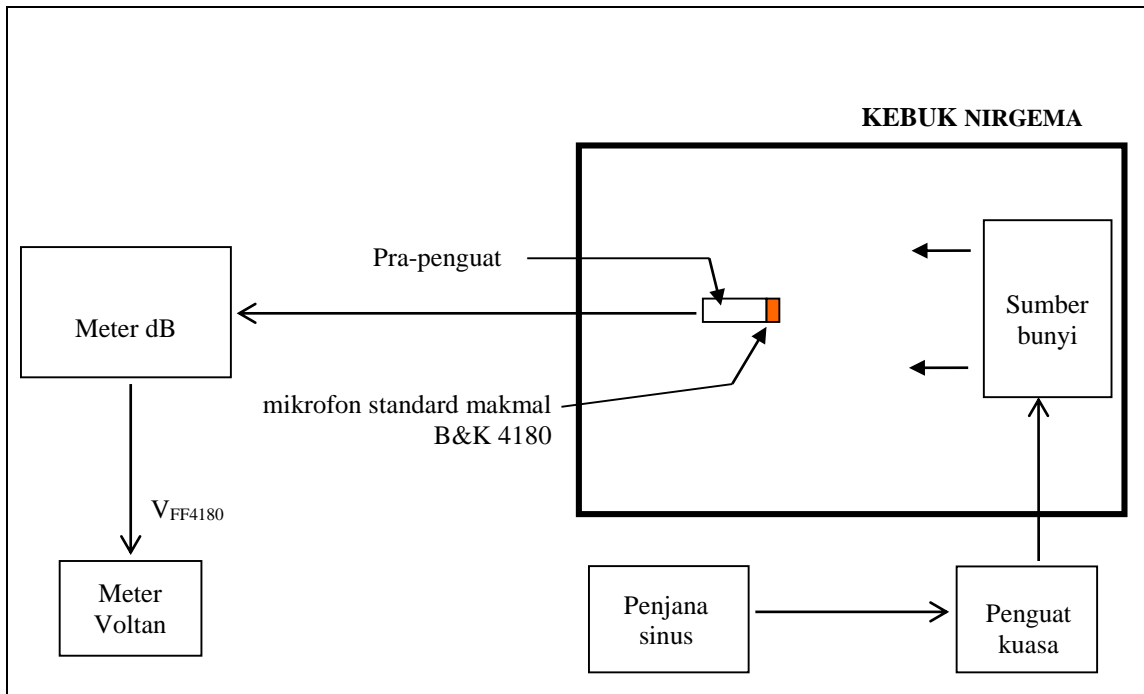 KEBUK NIRGEMA
Pra-penguat
Meter dB
Sumber
bunyi
mikrofon standard makmal
B&K 4180
VFF4180
Meter
Voltan
Penjana
sinus
Penguat
kuasa